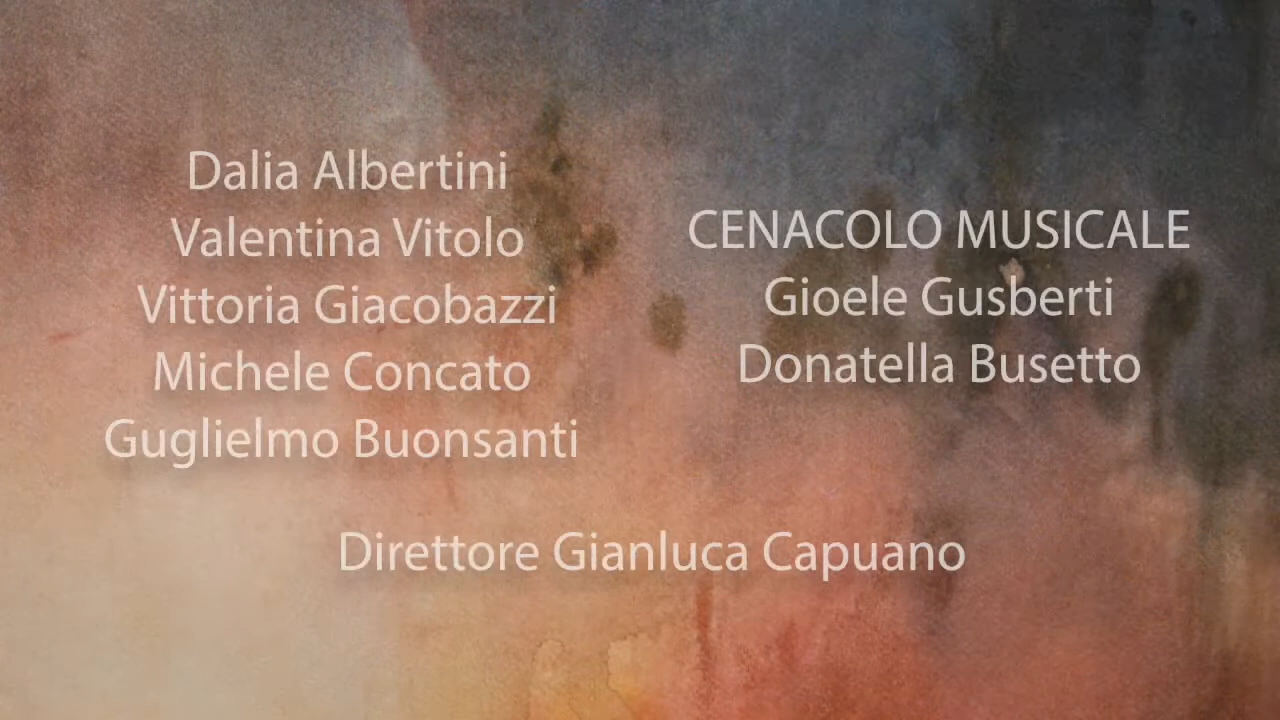 Dalia Albertini
Valentina Vitolo
Vittoria Giacobazzi
Michele Concato
Guglielmo Buonsanti
CENACOLO MUSICALE
Gioele Gusberti
Donatella Busetto
Direttore Gianluca Capuano